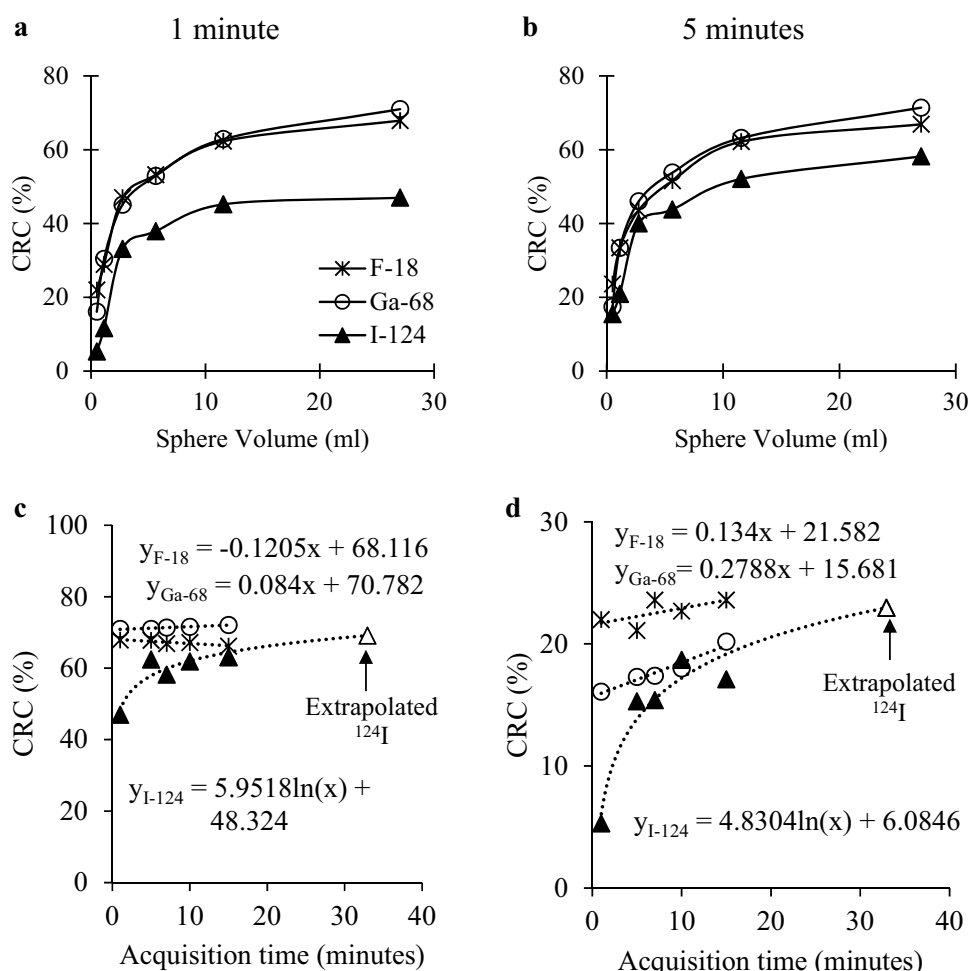 a
1 minute
b
5 minutes
80
60
40
20
0
CRC (%)
F-18
Ga-68
I-124
0
10
20
30
Sphere Volume (ml)
80
60
40
20
0
CRC (%)
0
10
20
30
Sphere Volume (ml)
c
100
80
60
40
20
0
CRC (%)
yF-18 = -0.1205x + 68.116
yGa-68 = 0.084x + 70.782
Extrapolated
124I
yI-124 = 5.9518ln(x) +
48.324
0
10
20
30
40
Acquisition time (minutes)
d
30
20
10
0
CRC (%)
yF-18 = 0.134x + 21.582
yGa-68= 0.2788x + 15.681
Extrapolated
124I
yI-124 = 4.8304ln(x) + 6.0846
0
10
20
30
40
Acquisition time (minutes)